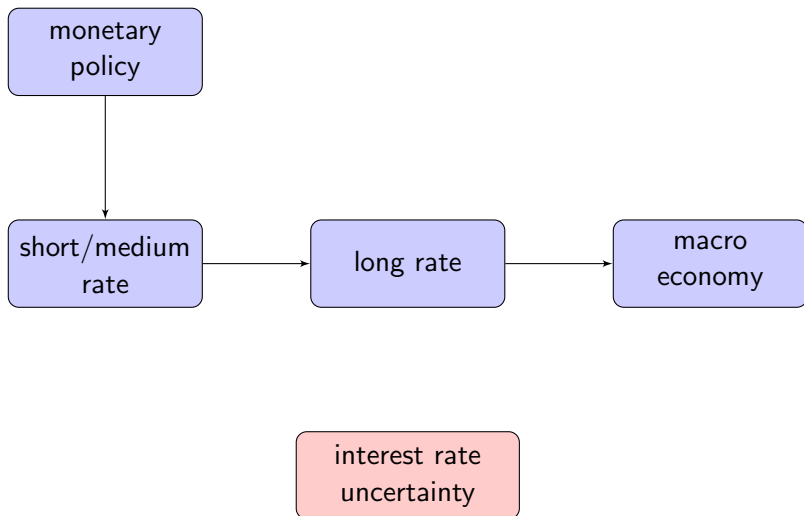 monetary
policy
short/medium
rate
long rate
macro
economy
interest rate
uncertainty